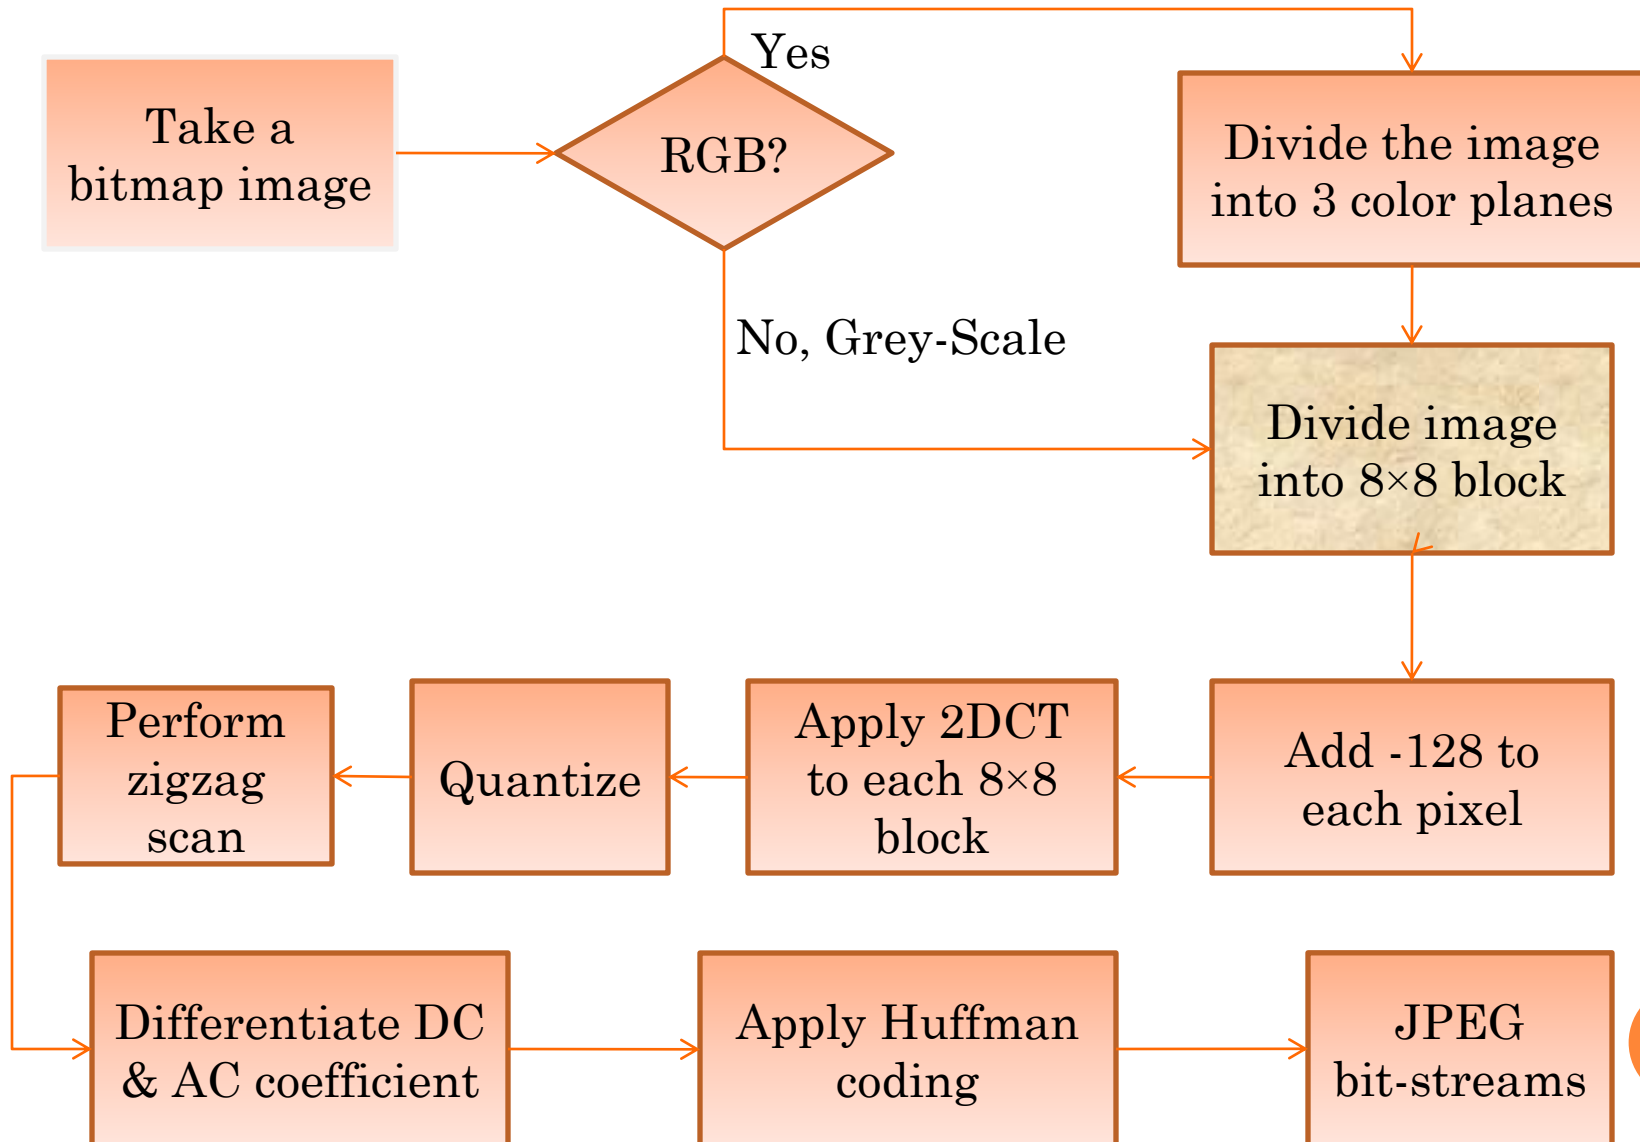 Take a
bitmap image
RGB?
Yes
Divide the image
into 3 color planes
No, Grey-Scale
Divide image
into 8×8 block
Add -128 to
each pixel
Apply 2DCT
to each 8×8
block
Quantize
Perform
zigzag
scan
Differentiate DC
& AC coefficient
Apply Huffman
coding
JPEG
bit-streams